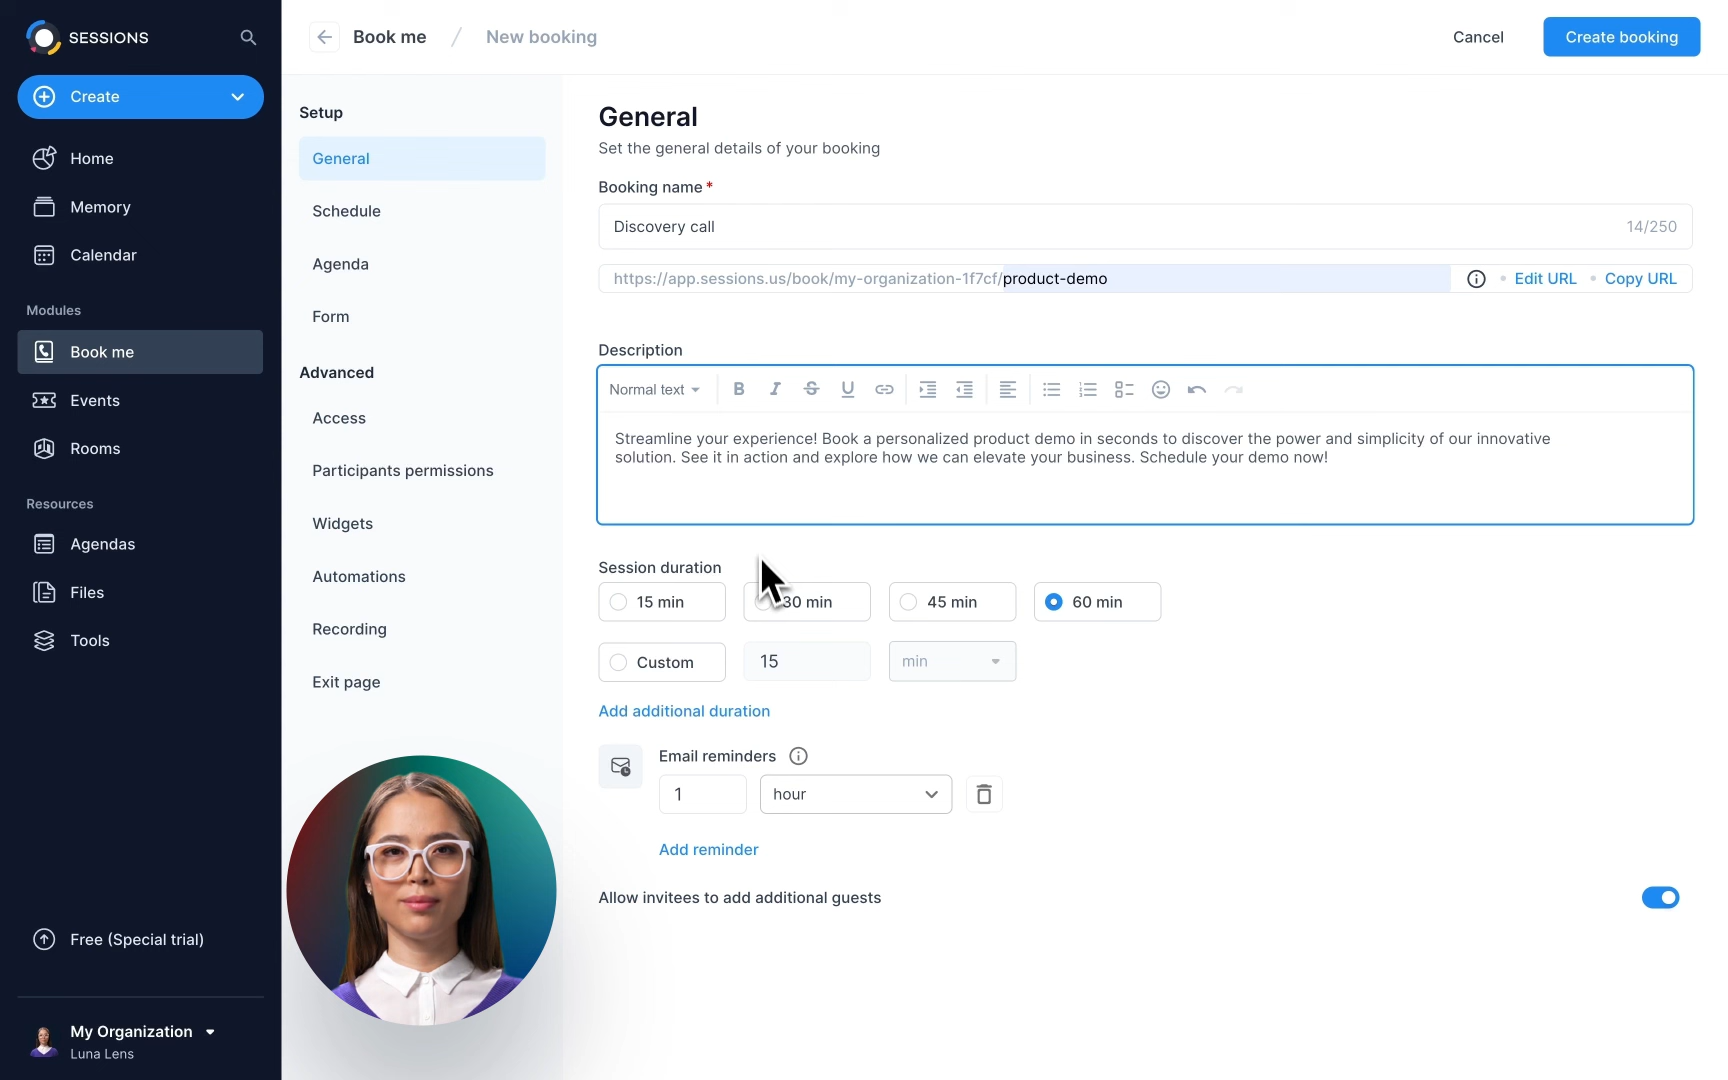 SESSIONS
Create
Home
Memory
Calendar
Modules
Book me
Events
Rooms
Resources
Agendas
Files
Tools
Free (Special trial)
My Organization
Luna Lens
Book me / New booking
Cancel
Create booking
Setup
General
Schedule
Agenda
Form
Advanced
Access
Participants permissions
Widgets
Automations
Recording
Exit page
General
Set the general details of your booking
Booking name *
Discovery call
14/250
https://app.sessions.us/book/my-organization-1f7cf/product-demo
• Edit URL • Copy URL
Description
Normal text
Streamline your experience! Book a personalized product demo in seconds to discover the power and simplicity of our innovative
solution. See it in action and explore how we can elevate your business. Schedule your demo now!
Session duration
15 min
30 min
45 min
60 min
Custom
15
min
Add additional duration
Email reminders
1
hour
Add reminder
Allow invitees to add additional guests